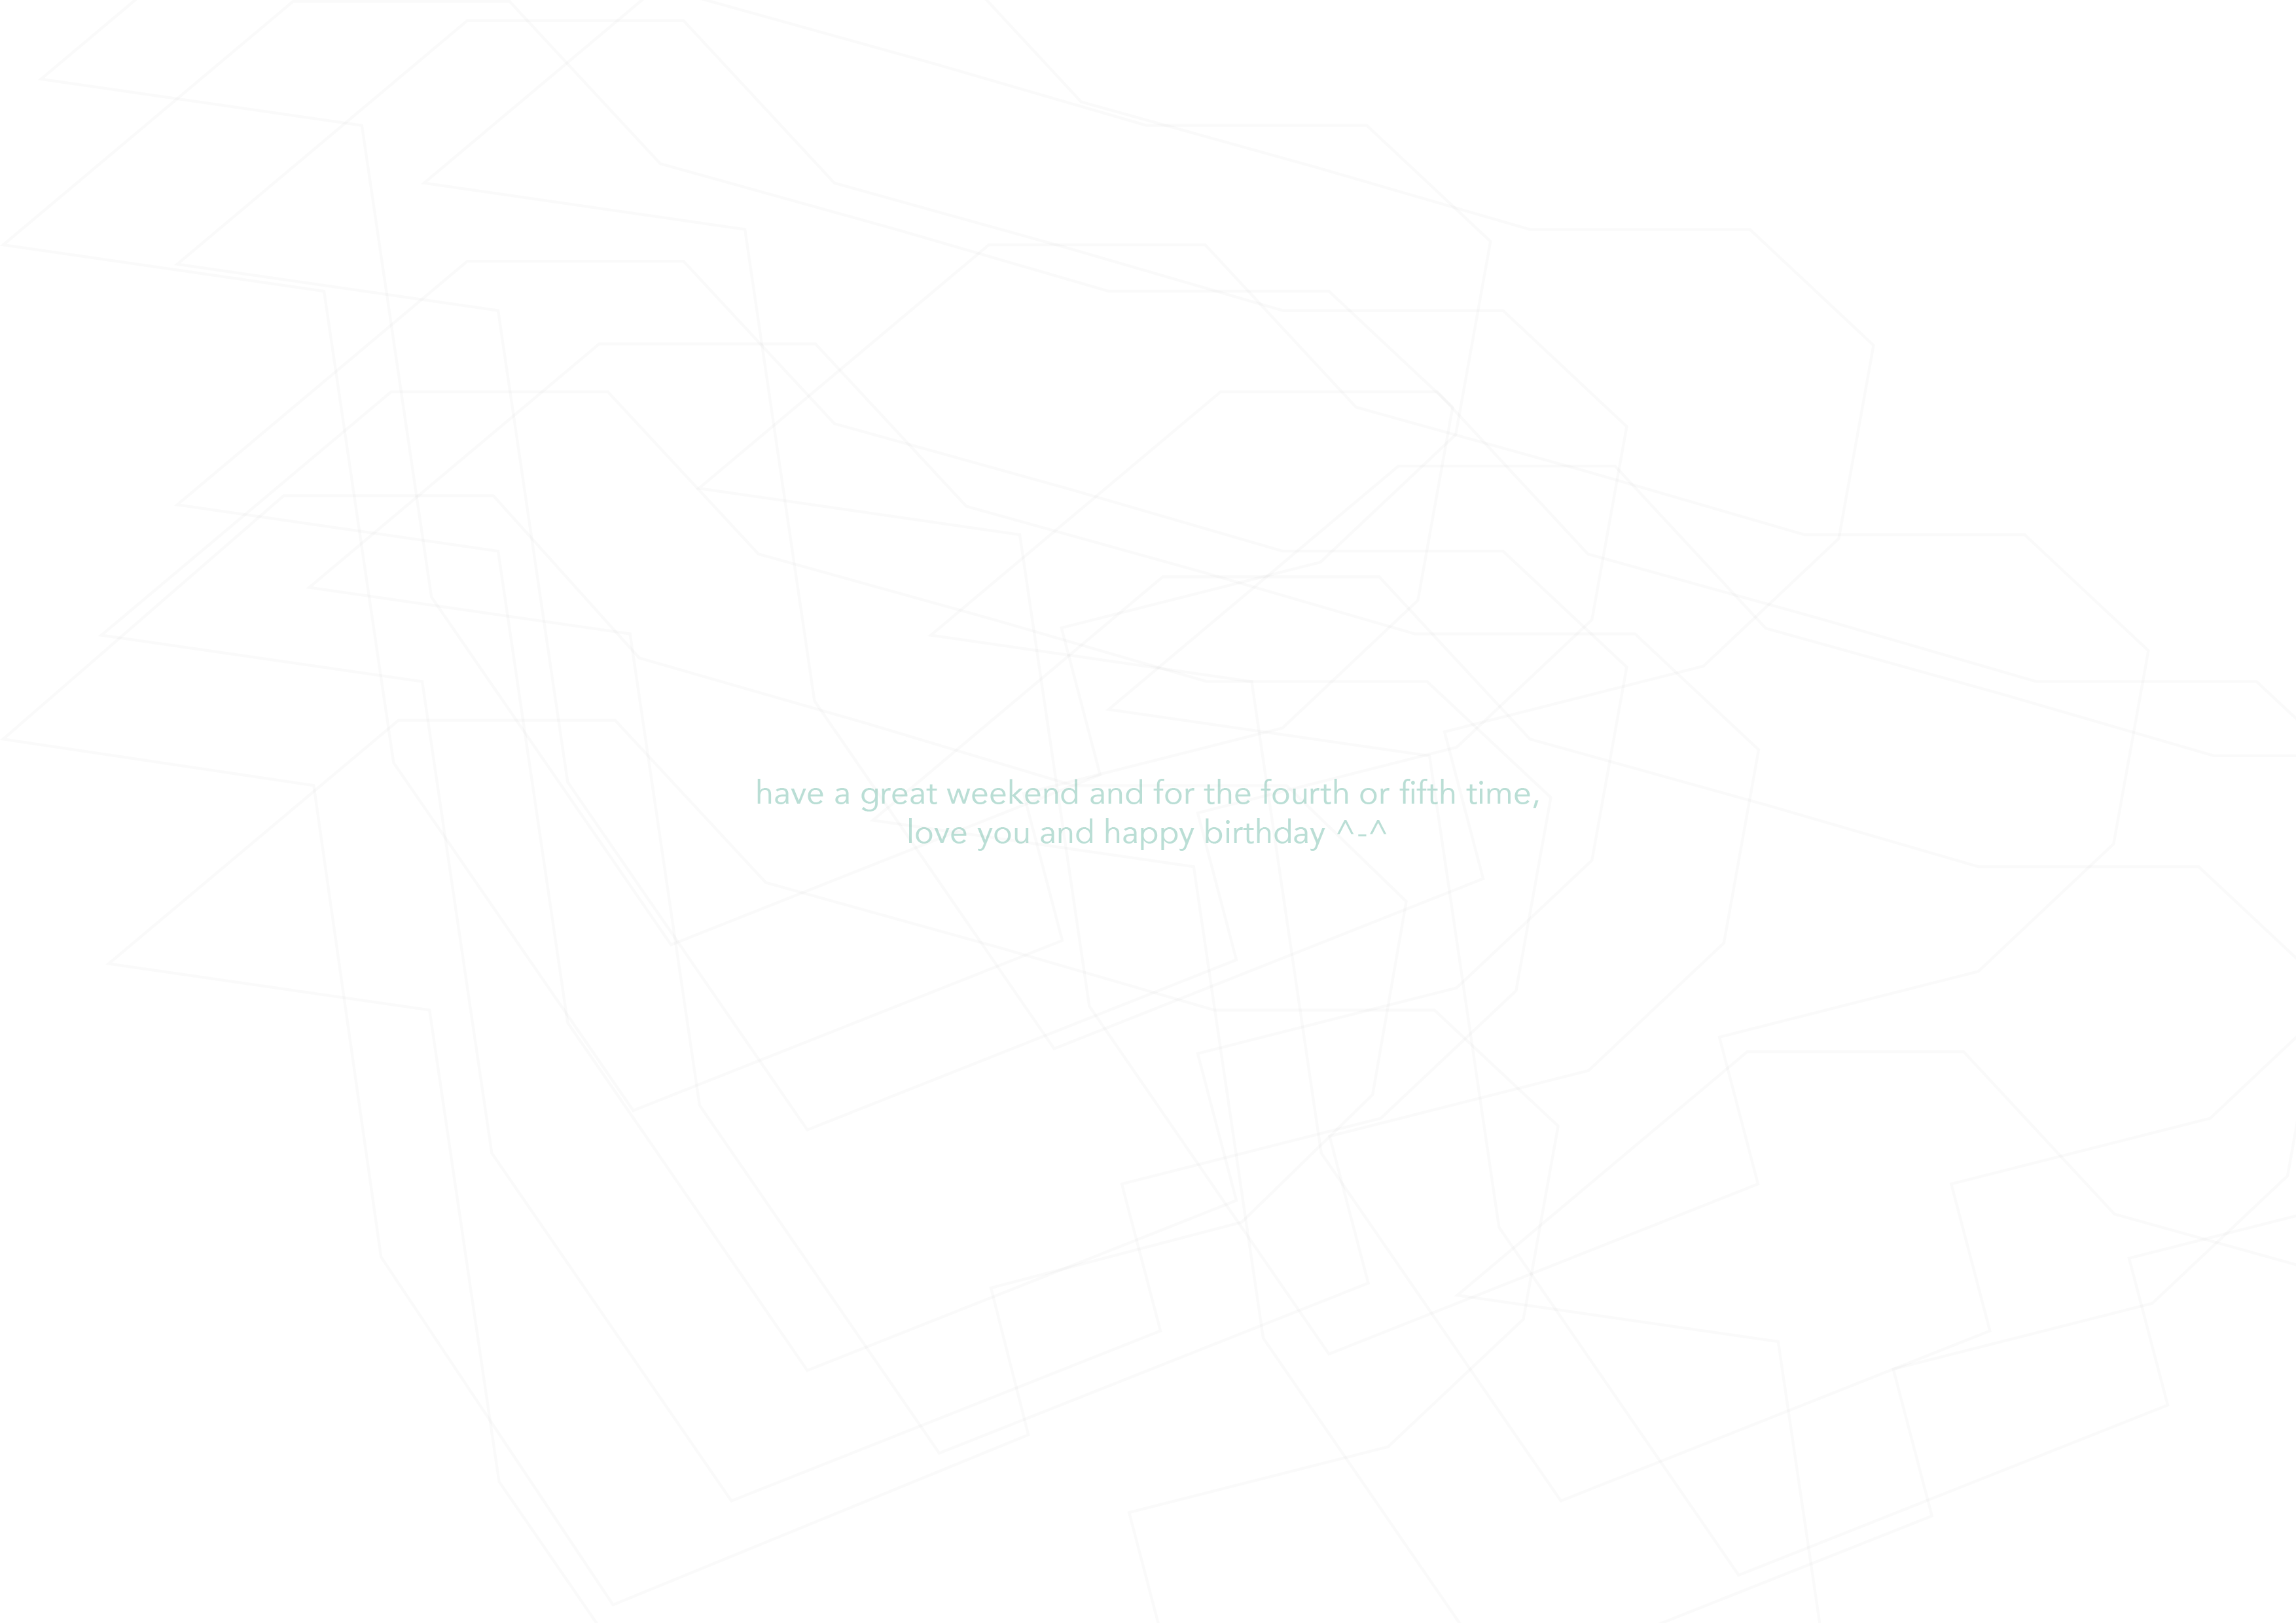 have a great weekend and for the fourth or fifth time,
love you and happy birthday ^-^